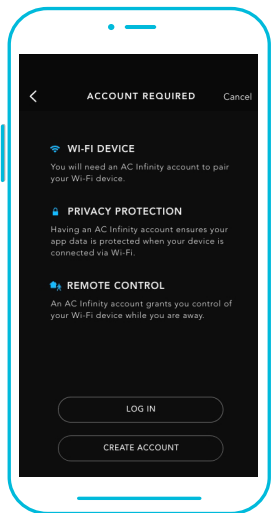 ACCOUNT REQUIRED Cancel
WI-FI DEVICE
You will need an AC Infinity account to pair
your Wi-Fi device.
PRIVACY PROTECTION
Having an AC Infinity account ensures your
app data is protected when your device is
connected via Wi-Fi.
REMOTE CONTROL
An AC Infinity account grants you control of
your Wi-Fi device while you are away.
LOG IN
CREATE ACCOUNT